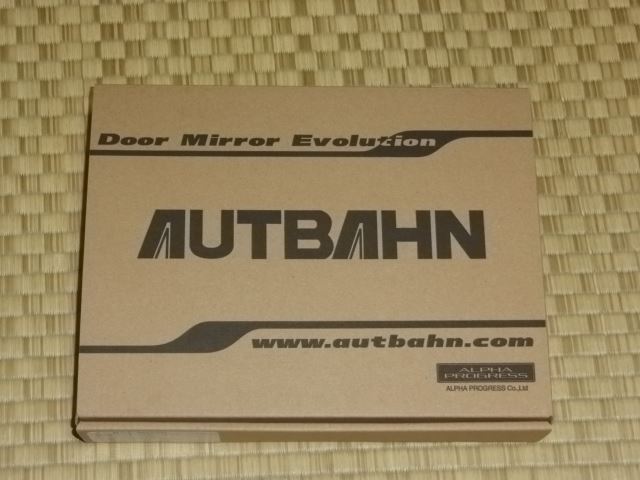 Door Mirror Evolution
AUTBAHN
www.autbahn.com
ALPHA
PROGRESS
ALPHA PROGRESS Co.,Ltd